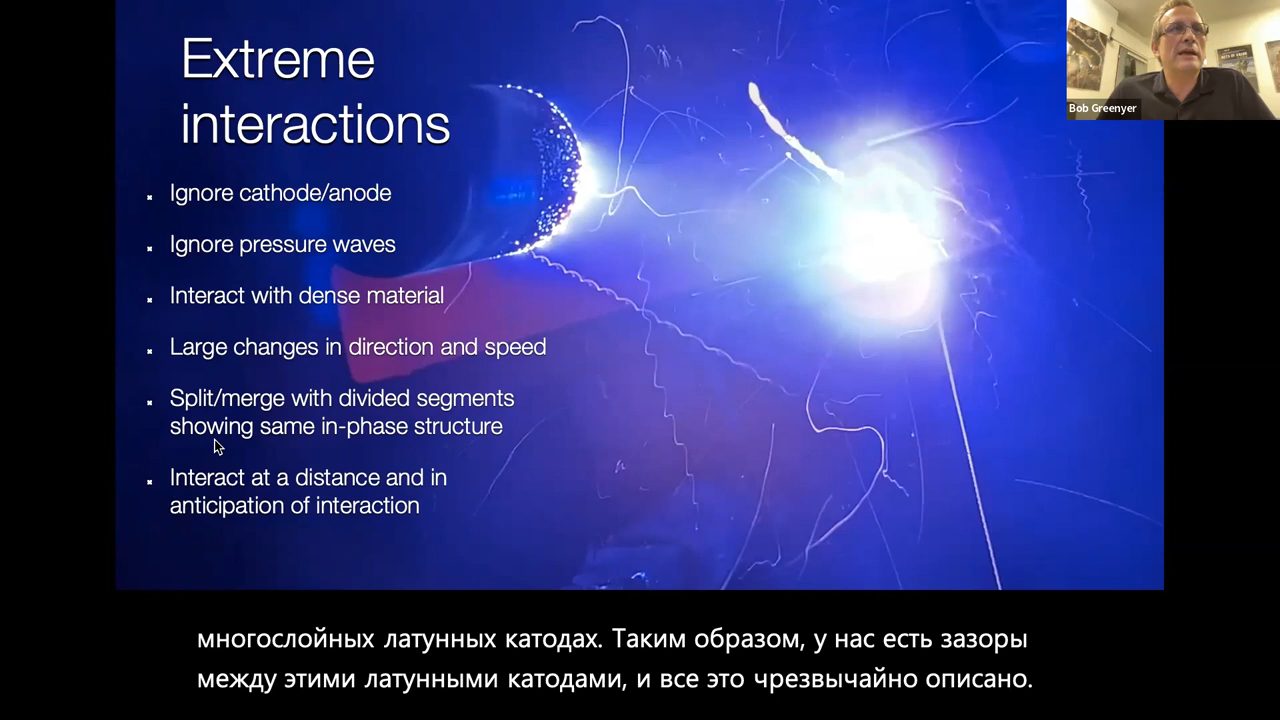 Extreme
interactions
Bob Greenyer
Ignore cathode/anode
Ignore pressure waves
Interact with dense material
Large changes in direction and speed
Split/merge with divided segments
showing same in-phase structure
Interact at a distance and in
anticipation of interaction
многослойных латунных катодах. Таким образом, у нас есть зазоры
между этими латунными катодами, и все это чрезвычайно описано.